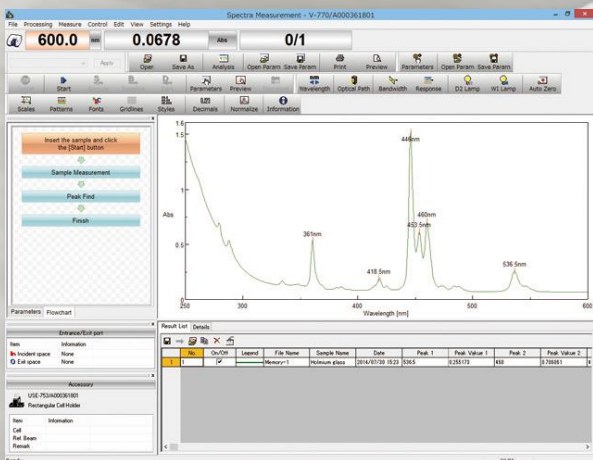 Spectra Measurement - V-770/A000361801
File Processing Measure Control Edit View Settings Help
600.0 nm 0.0678 Abs 0/1
Apply Open Save As Analysis Open Param Save Param Print Preview Parameters Open Param Save Param
Start Parameters Preview Wavelength Optical Path Bandwidth Response D2 Lamp WI Lamp Auto Zero
Scales Patterns Fonts Gridlines Styles Decimals Normalize Information
Insert the sample and click
the [Start] button
Sample Measurement
Peak Find
Finish
Parameters Flowchart
1.6
1.5
1
Abs
0.5
0
446nm
460nm
453.5nm
361nm
418.5nm
536.5nm
250 300 400 500 600
Wavelength [nm]
Entrance/Exit port
Item Information
Incident space None
Exit space None
Accessory
USE-753/A000361801
Rectangular Cell Holder
Item Information
Cell
Ref. Beam
Remark
Result List Details
No. On/Off Legend File Name Sample Name Date Peak 1 Peak Value 1 Peak 2 Peak Value 2
1 1 Memory-1 Holmium glass 2014/07/30 15:23 536.5 0.255173 460